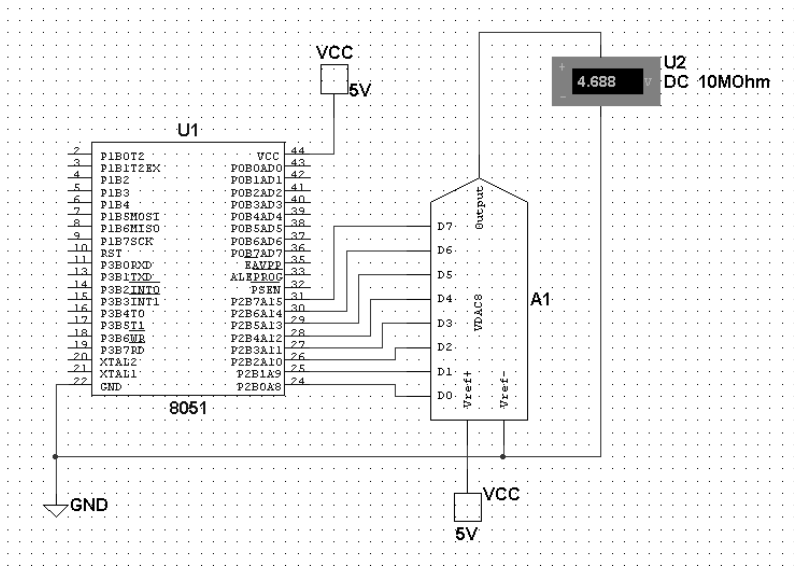 VCC
5V
U2
+
4.688 V
-
DC 10MOhm
U1
2 P1B0T2
3 P1B1T2EX
4 P1B2
5 P1B3
6 P1B4
7 P1B5MOSI
8 P1B6MISO
9 P1B7SCK
10 RST
11 P3B0RXD
13 P3B1TXD
14 P3B2INT0
15 P3B3INT1
16 P3B4T0
17 P3B5T1
18 P3B6WR
19 P3B7RD
20 XTAL2
21 XTAL1
22 GND
VCC 44
P0B0AD0 43
P0B1AD1 42
P0B2AD2 41
P0B3AD3 40
P0B4AD4 39
P0B5AD5 38
P0B6AD6 37
P0B7AD7 36
EAVPP 35
ALEPROG 33
PSEN 32
P2B7A15 31
P2B6A14 30
P2B5A13 29
P2B4A12 28
P2B3A11 27
P2B2A10 26
P2B1A9 25
P2B0A8 24
8051
Output
D7
D6
D5
D4
D3
D2
D1
D0
VDAC8
Vref+
Vref-
A1
GND
VCC
5V